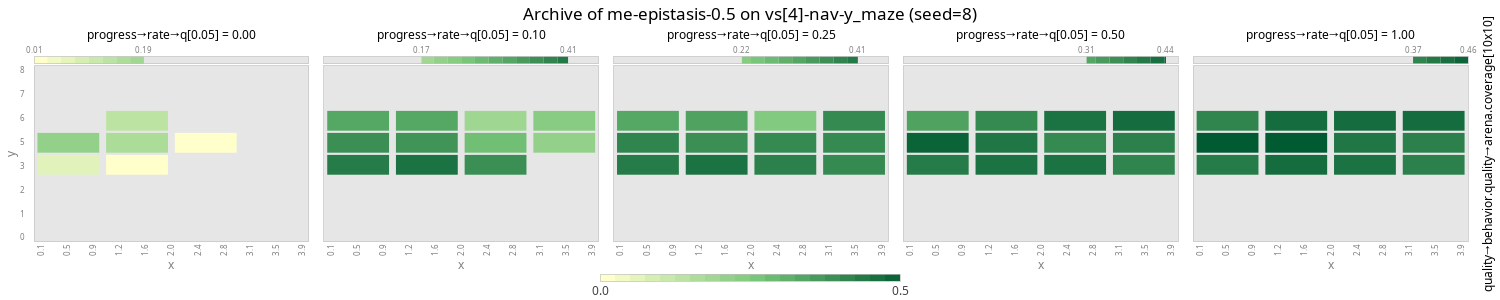 Archive of me-epistasis-0.5 on vs[4]-nav-y_maze (seed=8)
progress→rate→q[0.05] = 0.00
progress→rate→q[0.05] = 0.10
progress→rate→q[0.05] = 0.25
progress→rate→q[0.05] = 0.50
progress→rate→q[0.05] = 1.00
0.01 0.19
0.17 0.41
0.22 0.41
0.31 0.44
0.37 0.46
8
7
6
5
3
2
1
0
y
0.1 0.5 0.9 1.2 1.6 2.0 2.4 2.8 3.1 3.5 3.9
0.1 0.5 0.9 1.2 1.6 2.0 2.4 2.8 3.1 3.5 3.9
0.1 0.5 0.9 1.2 1.6 2.0 2.4 2.8 3.1 3.5 3.9
0.1 0.5 0.9 1.2 1.6 2.0 2.4 2.8 3.1 3.5 3.9
0.1 0.5 0.9 1.2 1.6 2.0 2.4 2.8 3.1 3.5 3.9
x
x
x
x
x
0.0 0.5
quality→behavior.quality→arena.coverage[10x10]